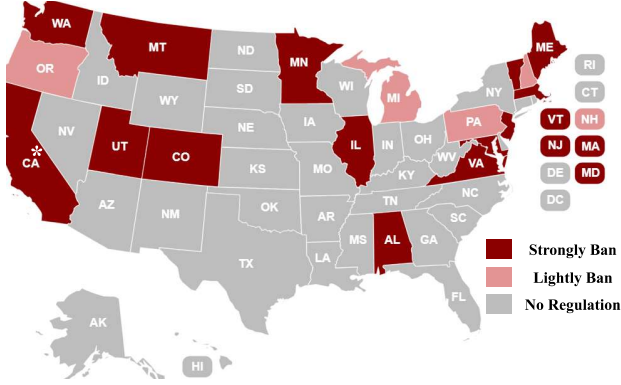 WA
MT
ND
MN
ME
OR
ID
SD
WI
MI
NY
RI
WY
CT
IA
PA
VT
NH
NV
NE
OH
UT
CO
IL
IN
NJ
MA
CA
*
KS
MO
KY
WV
VA
DE
MD
AZ
NM
OK
AR
TN
NC
DC
MS
AL
GA
SC
TX
LA
FL
AK
HI
Strongly Ban
Lightly Ban
No Regulation